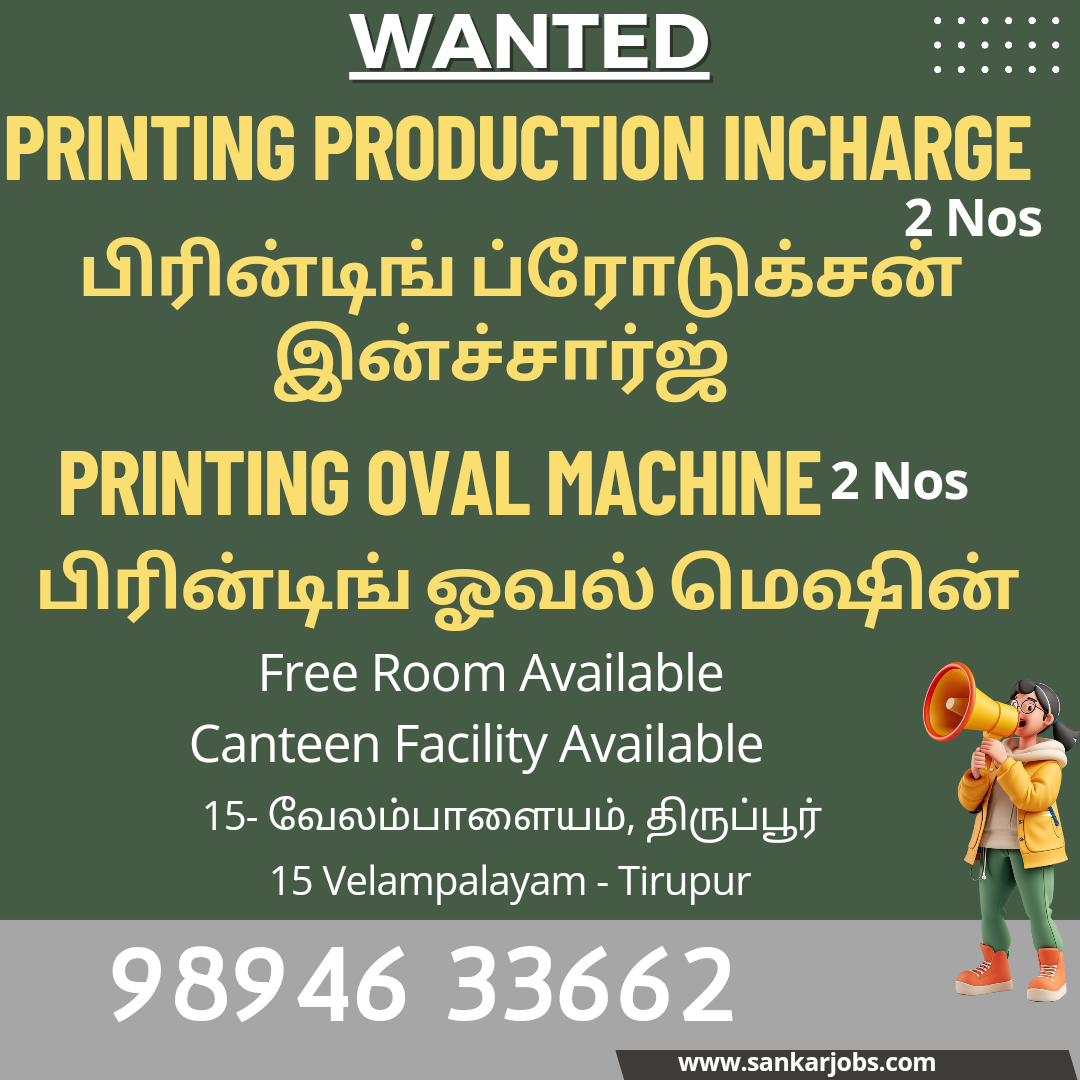 WANTED
PRINTING PRODUCTION INCHARGE
2 Nos
பிரின்டிங் ப்ரோடுக்சன்
இன்ச்சார்ஜ்
PRINTING OVAL MACHINE 2 Nos
பிரின்டிங் ஓவல் மெஷின்
Free Room Available
Canteen Facility Available
15- வேலம்பாளையம், திருப்பூர்
15 Velampalayam - Tirupur
98946 33662
www.sankarjobs.com